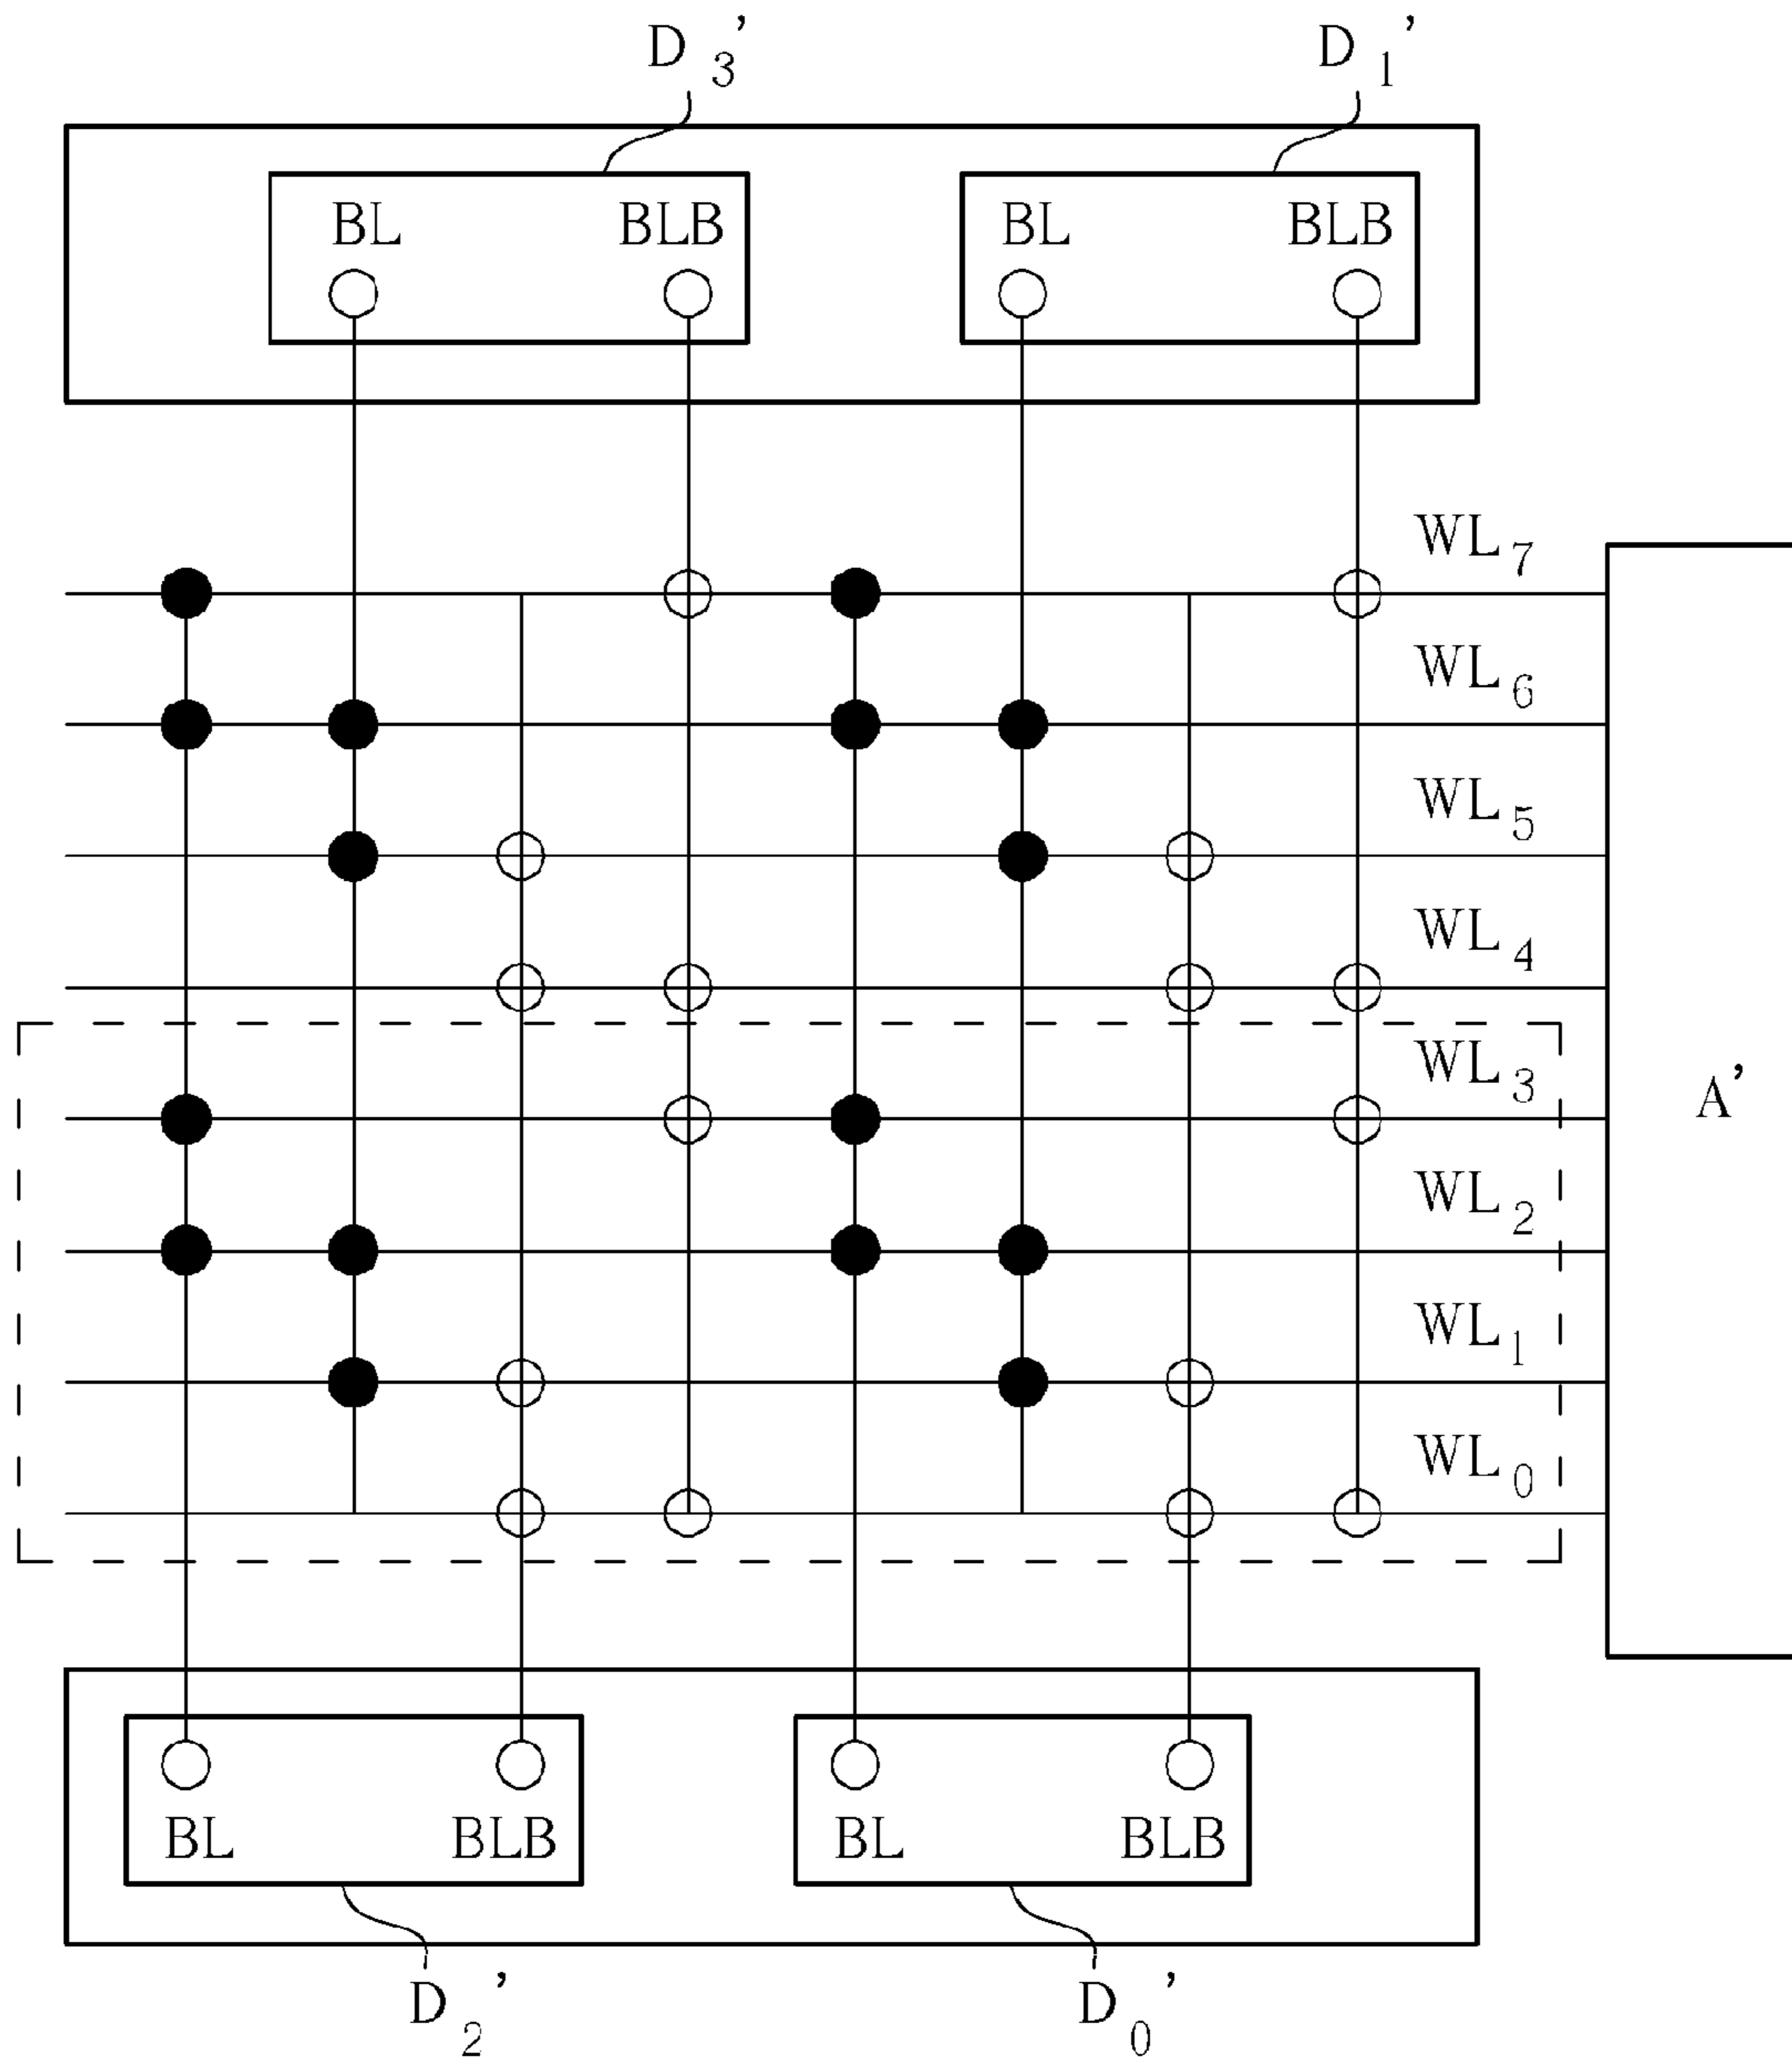 D3’ D1’
BL BLB BL BLB
WL7
WL6
WL5
WL4
WL3
A’
WL2
WL1
WL0
BL BLB BL BLB
D2’ D0’